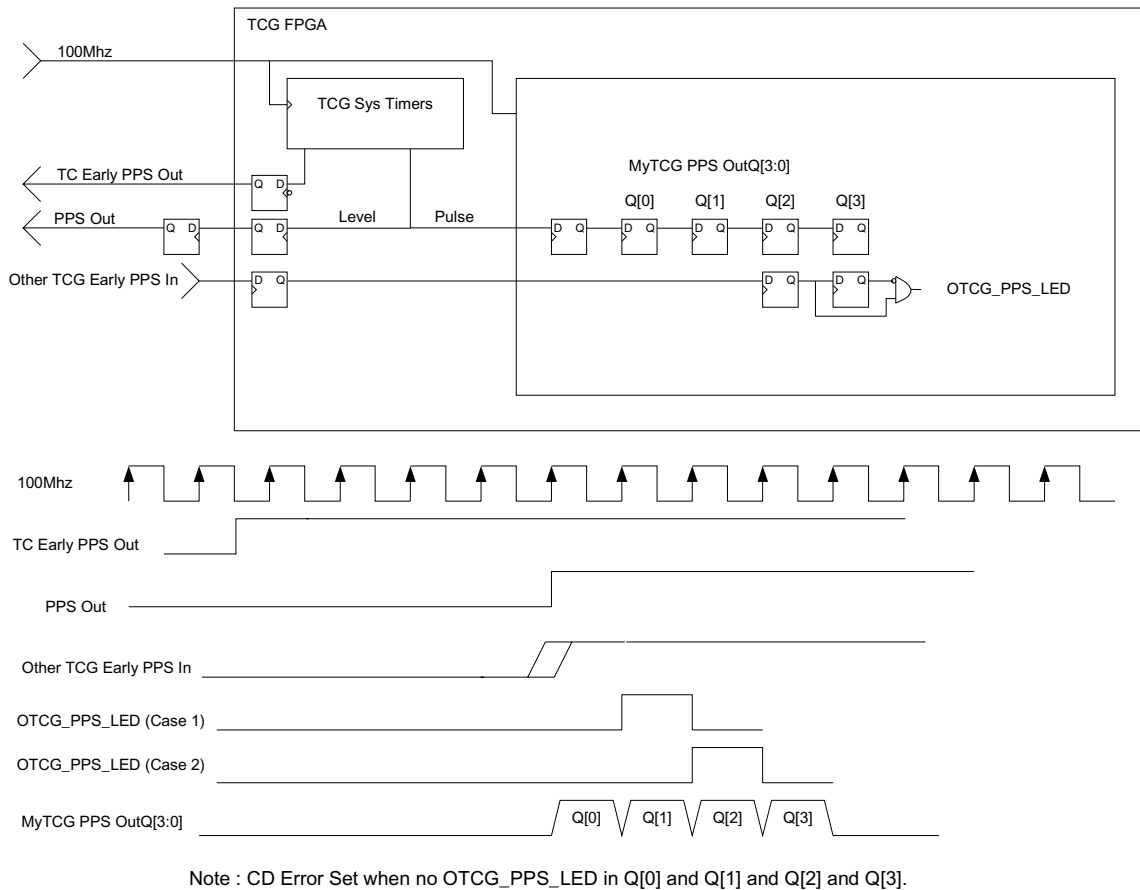 TCG FPGA
100Mhz
TCG Sys Timers
TC Early PPS Out
Q D
MyTCG PPS OutQ[3:0]
Q[0] Q[1] Q[2] Q[3]
PPS Out
Q D
Q D
Level
Pulse
D Q
D Q
D Q
D Q
D Q
Other TCG Early PPS In
D Q
D Q
D Q
OTCG_PPS_LED
100Mhz
TC Early PPS Out
PPS Out
Other TCG Early PPS In
OTCG_PPS_LED (Case 1)
OTCG_PPS_LED (Case 2)
MyTCG PPS OutQ[3:0]
Q[0] Q[1] Q[2] Q[3]
Note : CD Error Set when no OTCG_PPS_LED in Q[0] and Q[1] and Q[2] and Q[3].